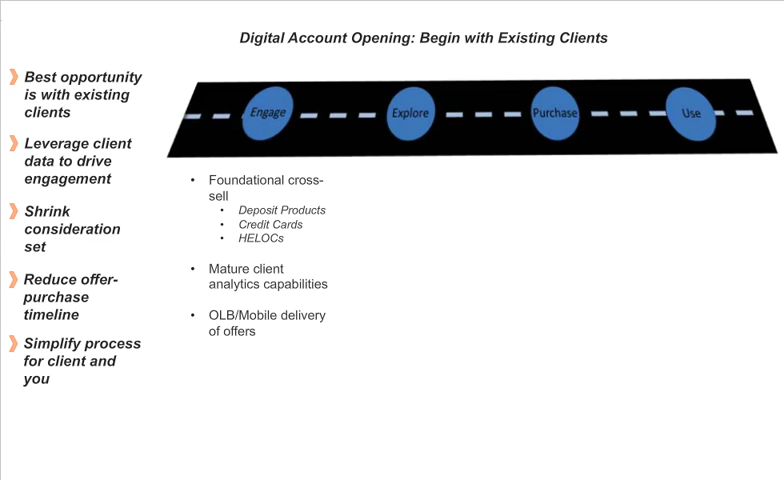 Digital Account Opening: Begin with Existing Clients
Best opportunity
is with existing
clients
Leverage client
data to drive
engagement
Shrink
consideration
set
Reduce offer-
purchase
timeline
Simplify process
for client and
you
Engage
Explore
Purchase
Use
• Foundational cross-
sell
• Deposit Products
• Credit Cards
• HELOCs
• Mature client
analytics capabilities
• OLB/Mobile delivery
of offers